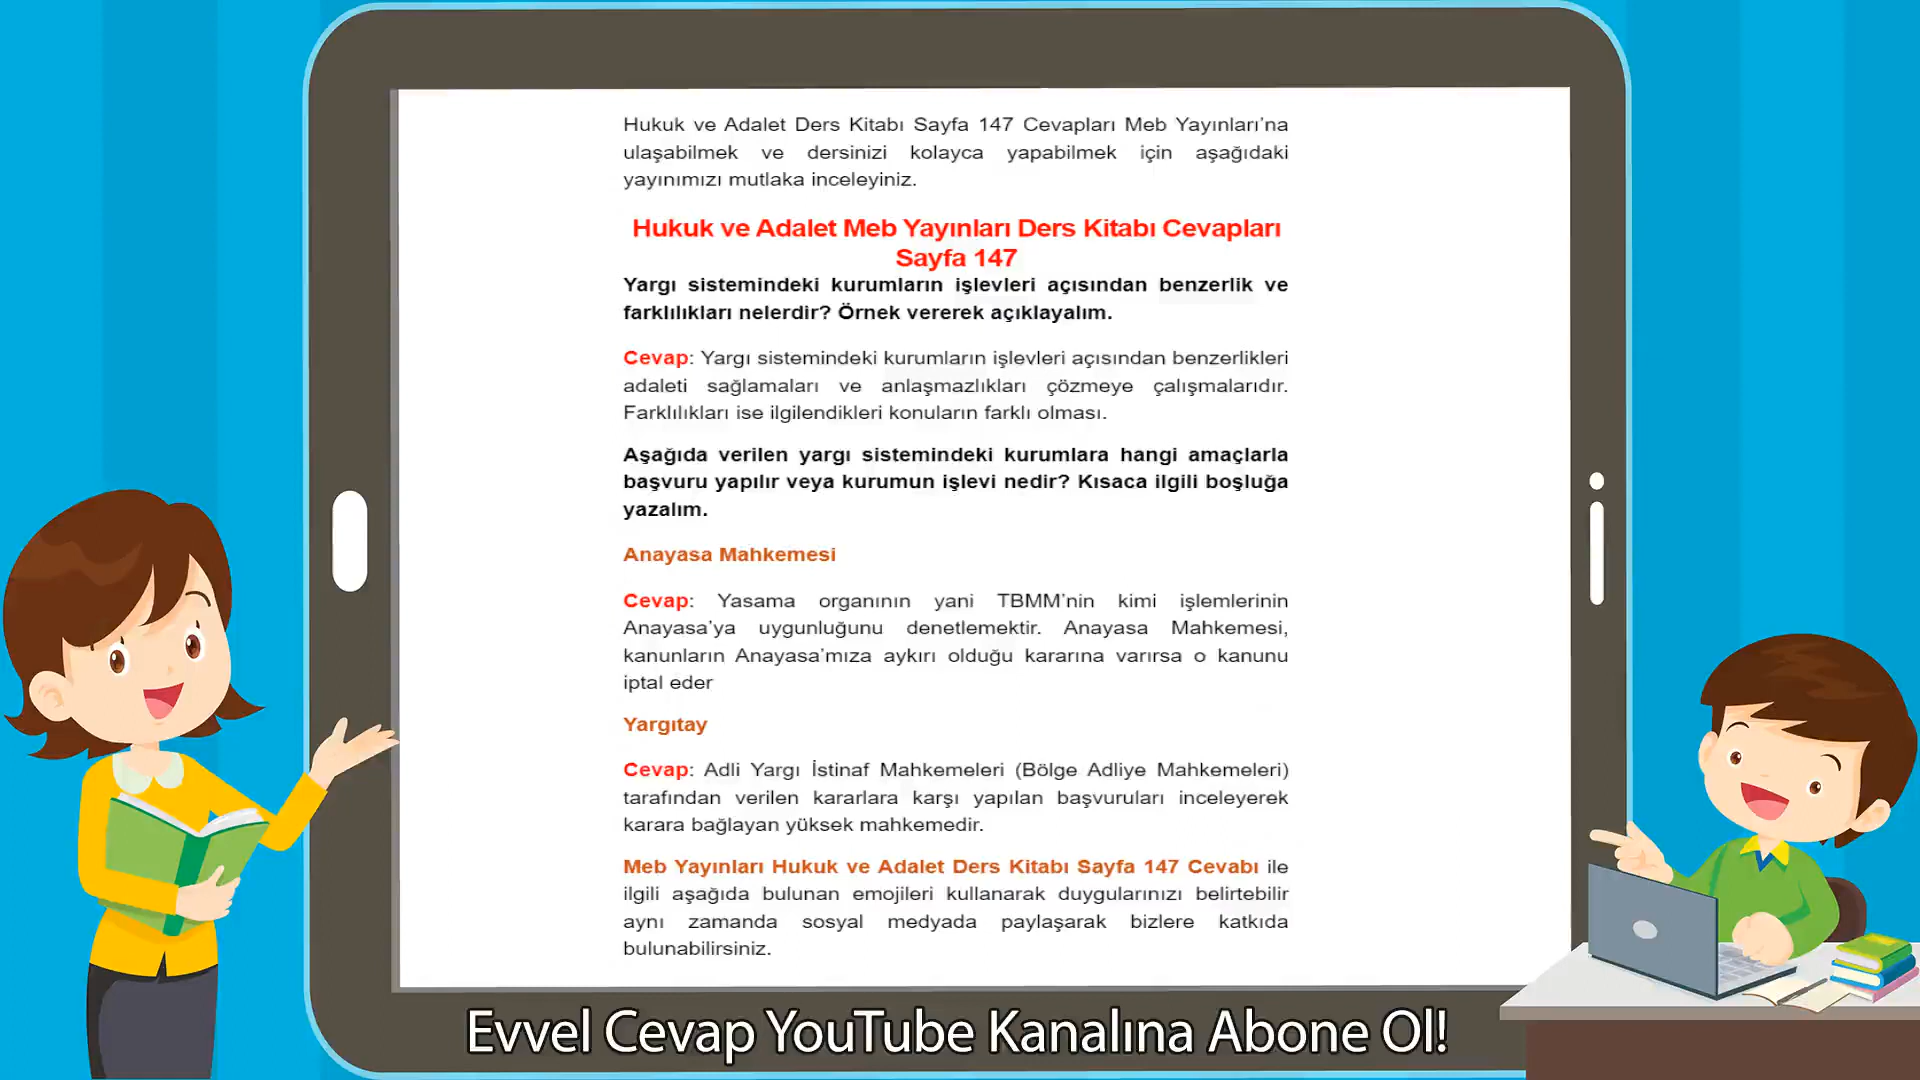 Hukuk ve Adalet Ders Kitabı Sayfa 147 Cevapları Meb Yayınları’na
ulaşabilmek ve dersinizi kolayca yapabilmek için aşağıdaki
yayınımızı mutlaka inceleyiniz.
Hukuk ve Adalet Meb Yayınları Ders Kitabı Cevapları
Sayfa 147
Yargı sistemindeki kurumların işlevleri açısından benzerlik ve
farklılıkları nelerdir? Örnek vererek açıklayalım.
Cevap: Yargı sistemindeki kurumların işlevleri açısından benzerlikleri
adaleti sağlamaları ve anlaşmazlıkları çözmeye çalışmalarıdır.
Farklılıkları ise ilgilendikleri konuların farklı olması.
Aşağıda verilen yargı sistemindeki kurumlara hangi amaçlarla
başvuru yapılır veya kurumun işlevi nedir? Kısaca ilgili boşluğa
yazalım.
Anayasa Mahkemesi
Cevap: Yasama organının yani TBMM’nin kimi işlemlerinin
Anayasa’ya uygunluğunu denetlemektir. Anayasa Mahkemesi,
kanunların Anayasa’mıza aykırı olduğu kararına varırsa o kanunu
iptal eder
Yargıtay
Cevap: Adli Yargı İstinaf Mahkemeleri (Bölge Adliye Mahkemeleri)
tarafından verilen kararlara karşı yapılan başvuruları inceleyerek
karara bağlayan yüksek mahkemedir.
Meb Yayınları Hukuk ve Adalet Ders Kitabı Sayfa 147 Cevabı ile
ilgili aşağıda bulunan emojileri kullanarak duygularınızı belirtebilir
aynı zamanda sosyal medyada paylaşarak bizlere katkıda
bulunabilirsiniz.
Evvel Cevap YouTube Kanalına Abone Ol!